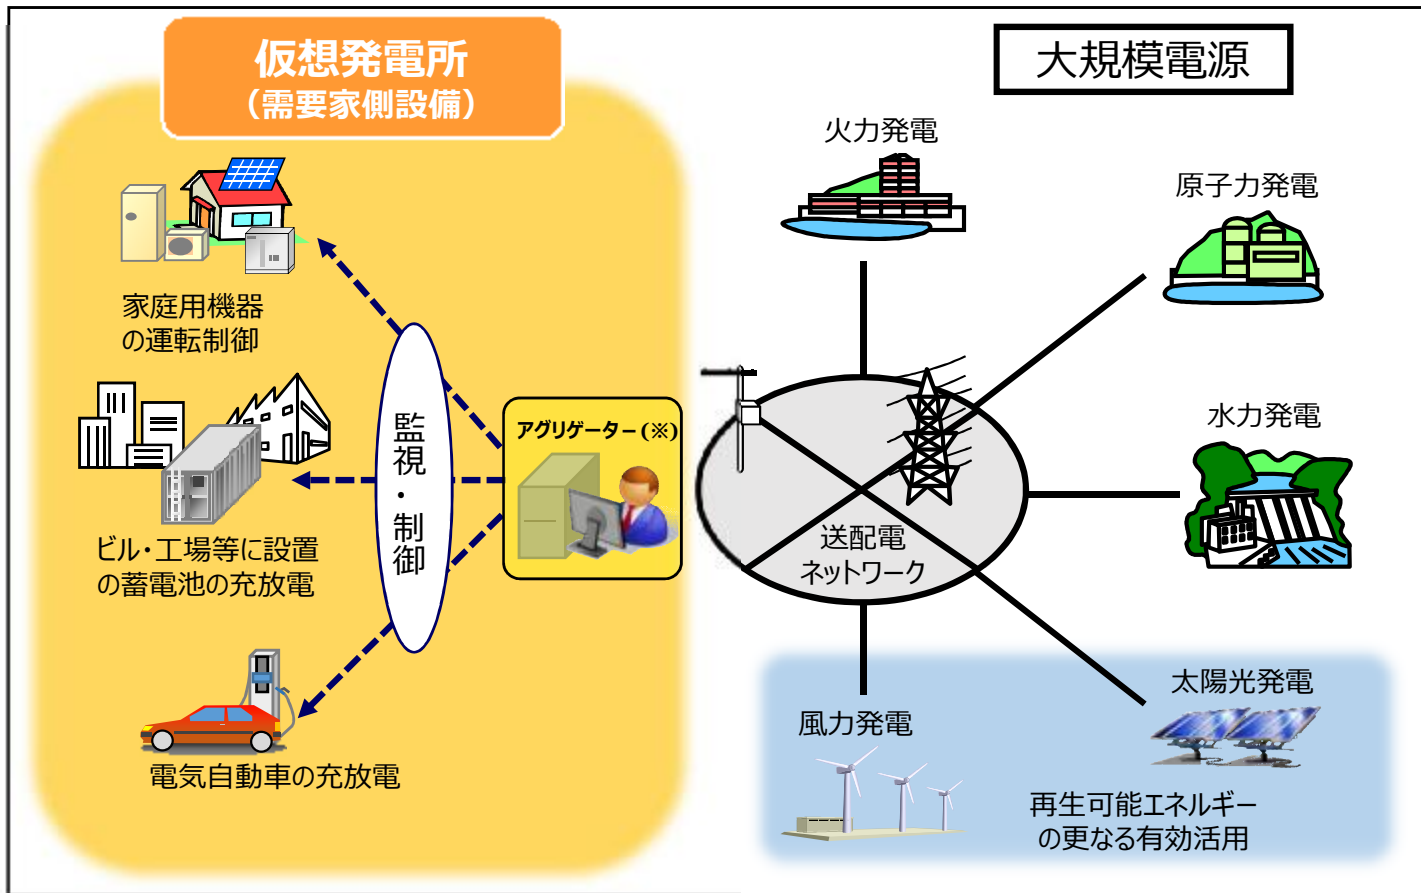 仮想発電所
（需要家側設備）
家庭用機器
の運転制御
ビル・工場等に設置
の蓄電池の充放電
電気自動車の充放電
監視・制御
アグリゲーター(※)
大規模電源
火力発電
原子力発電
水力発電
送配電
ネットワーク
太陽光発電
風力発電
再生可能エネルギー
の更なる有効活用